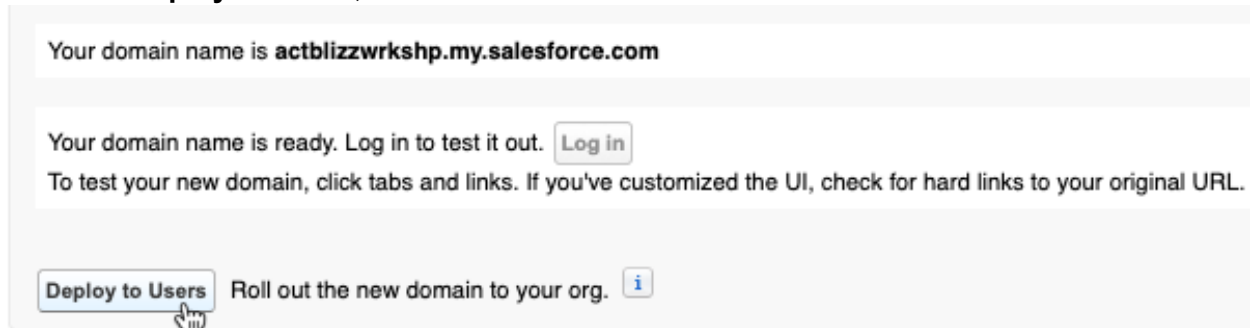 Your domain name is actblizzwrkshp.my.salesforce.com
Your domain name is ready. Log in to test it out. Log in
To test your new domain, click tabs and links. If you've customized the UI, check for hard links to your original URL.
Deploy to Users Roll out the new domain to your org. i